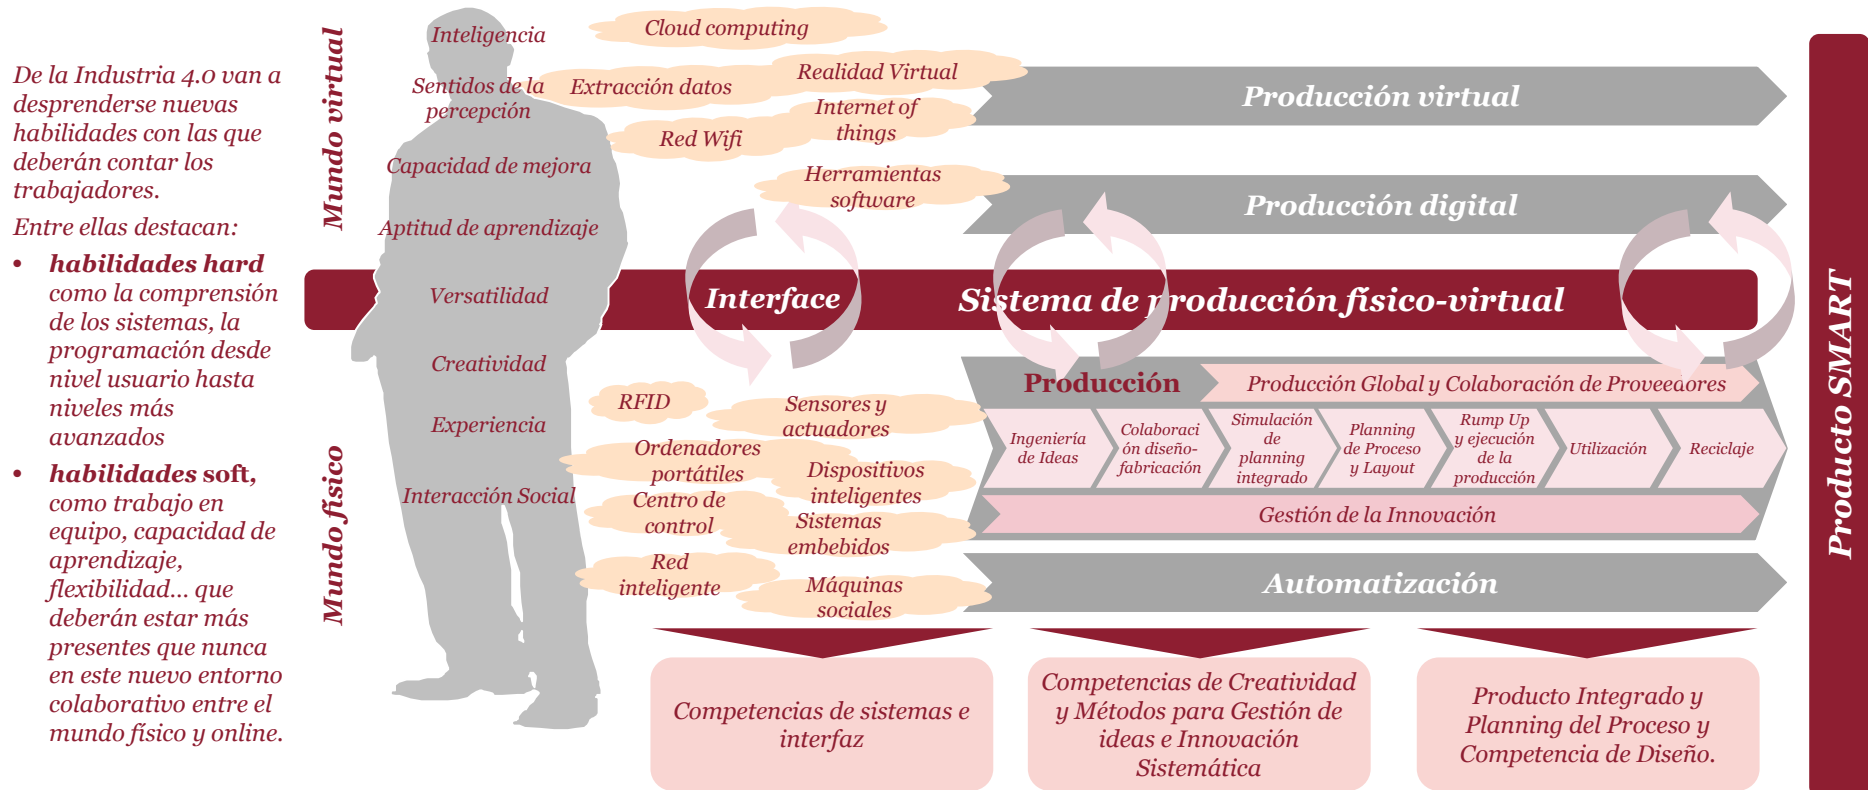 De la Industria 4.0 van a
desprenderse nuevas
habilidades con las que
deberán contar los
trabajadores.
Entre ellas destacan:
• habilidades hard
como la comprensión
de los sistemas, la
programación desde
nivel usuario hasta
niveles más
avanzados
• habilidades soft,
como trabajo en
equipo, capacidad de
aprendizaje,
flexibilidad... que
deberán estar más
presentes que nunca
en este nuevo entorno
colaborativo entre el
mundo físico y online.
Mundo virtual
Mundo físico
Inteligencia
Sentidos de la
percepción
Capacidad de mejora
Aptitud de aprendizaje
Versatilidad
Creatividad
Experiencia
Interacción Social
Cloud computing
Extracción datos
Realidad Virtual
Internet of
things
Red Wifi
Herramientas
software
Interface
RFID
Sensores y
actuadores
Ordenadores
portátiles
Dispositivos
inteligentes
Centro de
control
Sistemas
embebidos
Red
inteligente
Máquinas
sociales
Producción virtual
Producción digital
Sistema de producción físico-virtual
Producción
Producción Global y Colaboración de Proveedores
Ingeniería
de Ideas
Colaboraci
ón diseño-
fabricación
Simulación
de
planning
integrado
Planning
de Proceso
y Layout
Rump Up
y ejecución
de la
producción
Utilización
Reciclaje
Gestión de la Innovación
Automatización
Competencias de sistemas e
interfaz
Competencias de Creatividad
y Métodos para Gestión de
ideas e Innovación
Sistemática
Producto Integrado y
Planning del Proceso y
Competencia de Diseño.
Producto SMART